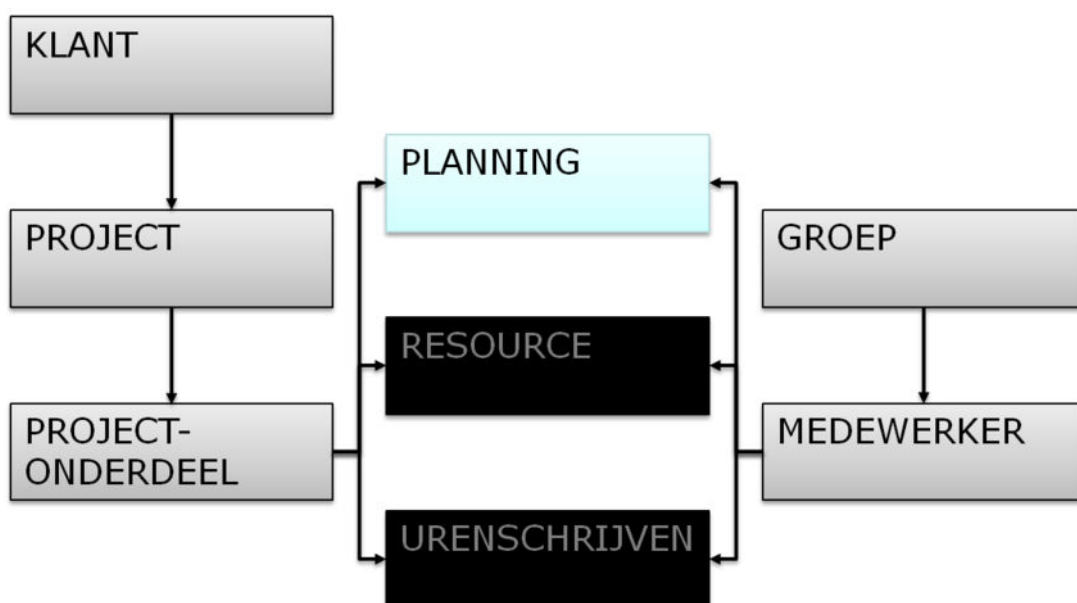 KLANT
PLANNING
PROJECT
GROEP
RESOURCE
PROJECT-
ONDERDEEL
MEDEWERKER
URENSCHRIJVEN